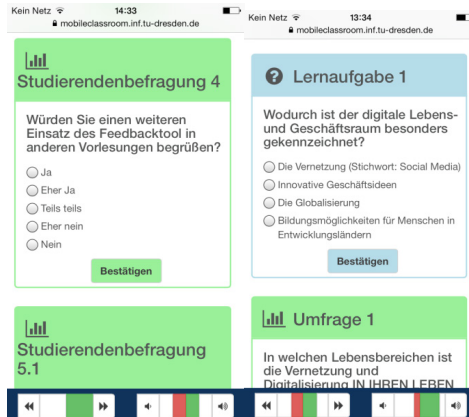 Kein Netz 14:33
mobileclassroom.inf.tu-dresden.de
Studierendenbefragung 4
Würden Sie einen weiteren
Einsatz des Feedbacktool in
anderen Vorlesungen begrüßen?
Ja
Eher Ja
Teils teils
Eher nein
Nein
Bestätigen
Studierendenbefragung
5.1
Kein Netz 13:34
mobileclassroom.inf.tu-dresden.de
Lernaufgabe 1
Wodurch ist der digitale Lebens-
und Geschäftsraum besonders
gekennzeichnet?
Die Vernetzung (Stichwort: Social Media)
Innovative Geschäftsideen
Die Globalisierung
Bildungsmöglichkeiten für Menschen in
Entwicklungsländern
Bestätigen
Umfrage 1
In welchen Lebensbereichen ist
die Vernetzung und
Digitalisierung IN IHREN LEBEN